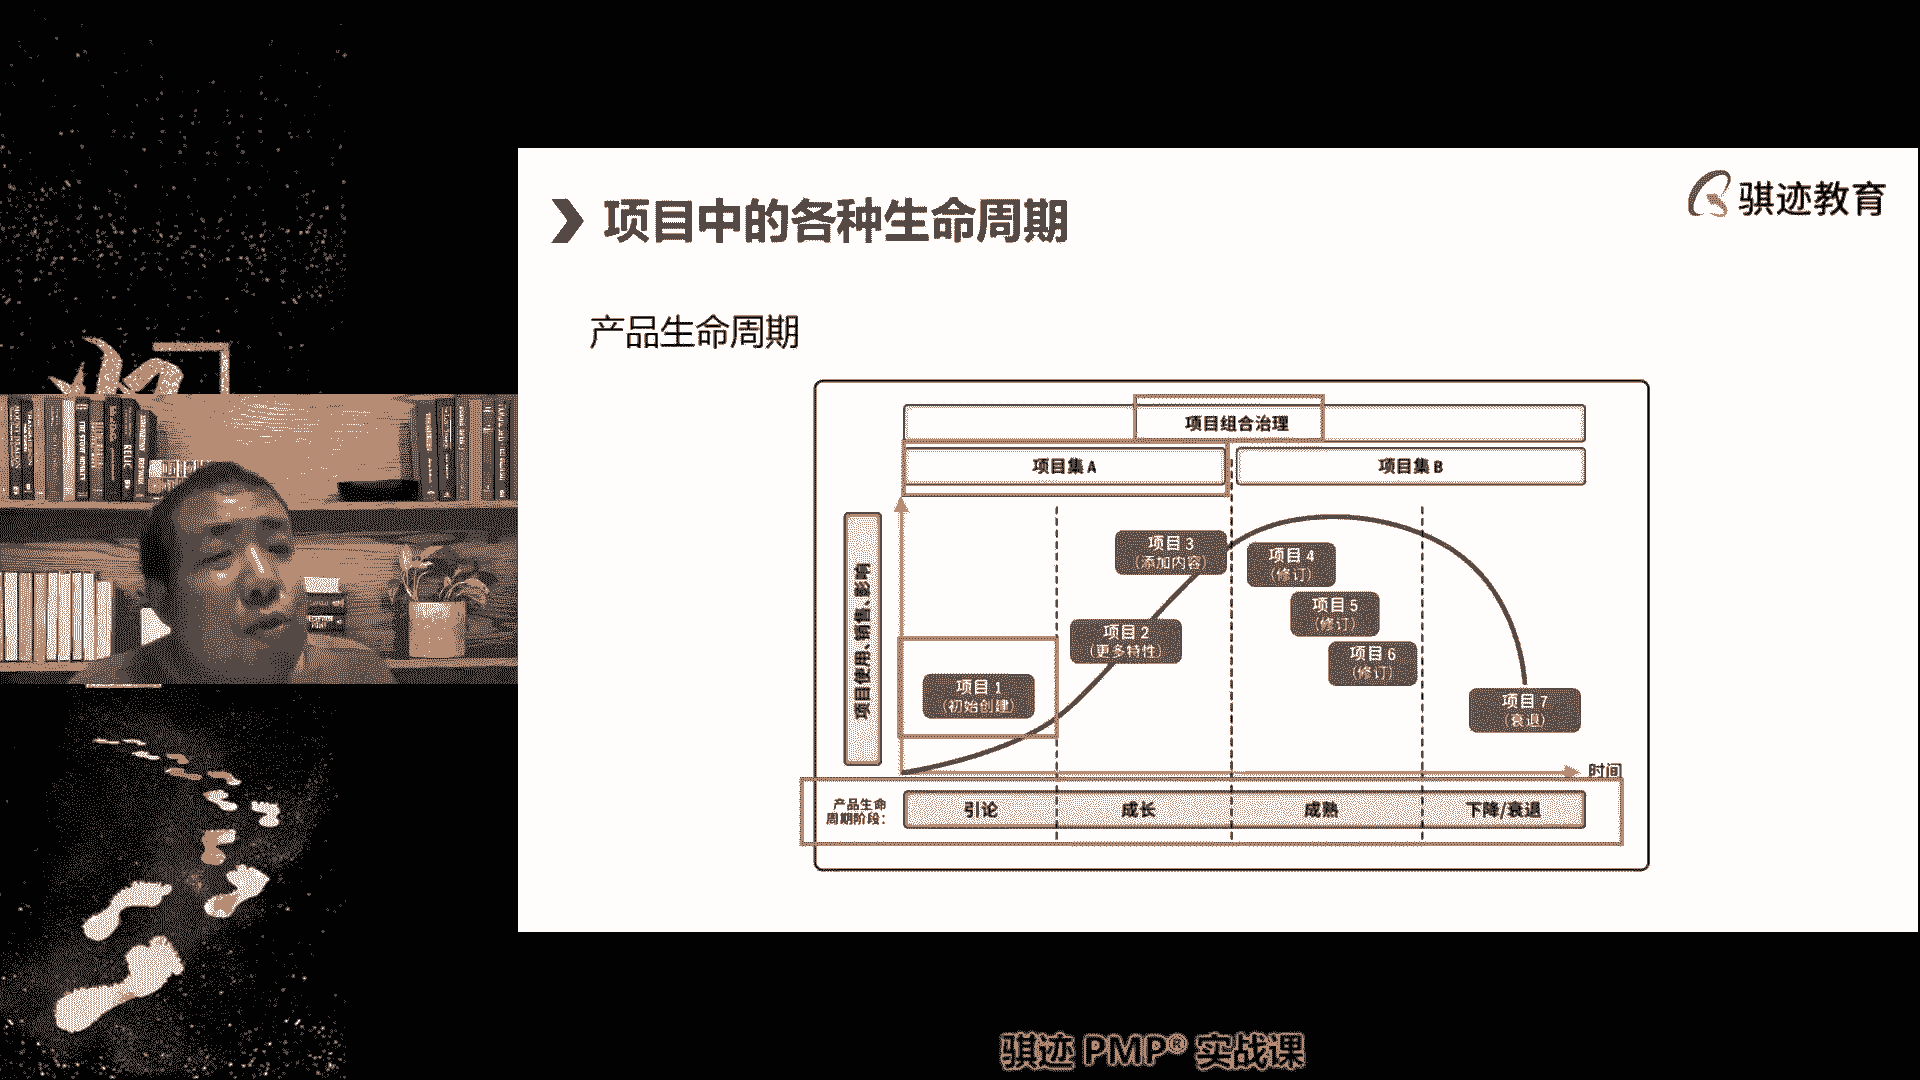 项目中的各种生命周期
骐迹教育
产品生命周期
项目组合治理
项目集 A
项目集 B
项目使用、销售、影响
项目 3
（添加内容）
项目 4
（修订）
项目 5
（修订）
项目 2
（更多特性）
项目 6
（修订）
项目 1
（初始创建）
项目 7
（衰退）
时间
产品生命
周期阶段：
引论
成长
成熟
下降/衰退
骐迹 PMP® 实战课